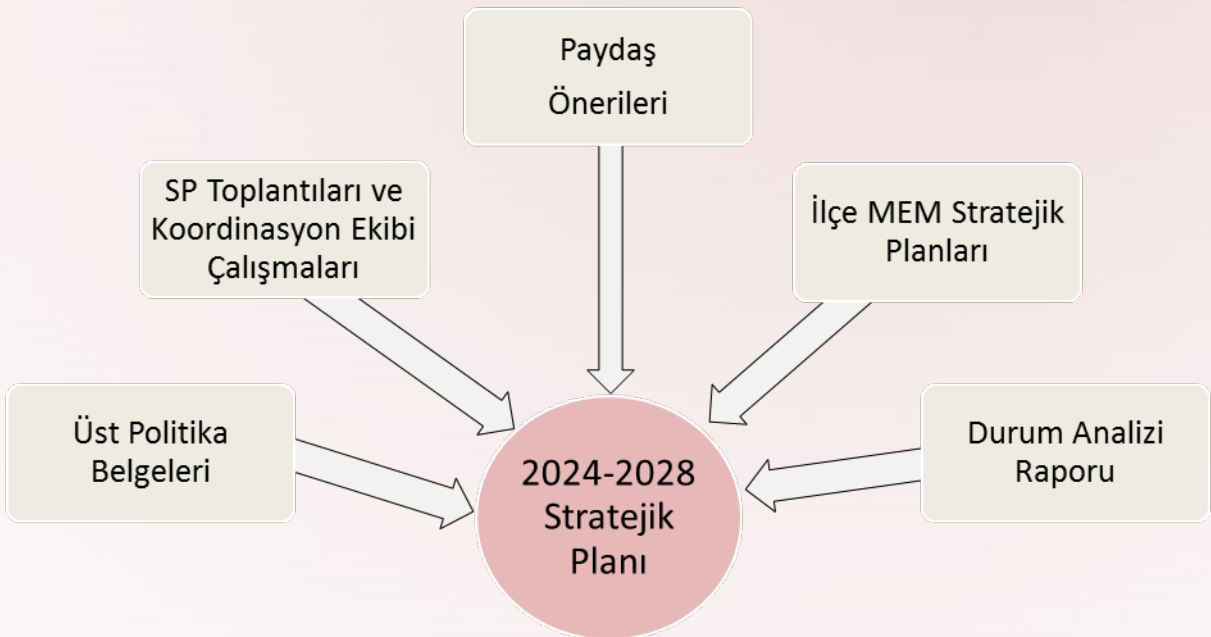 Paydaş
Önerileri
SP Toplantıları ve
Koordinasyon Ekibi
Çalışmaları
İlçe MEM Stratejik
Planları
Üst Politika
Belgeleri
Durum Analizi
Raporu
2024-2028
Stratejik
Planı